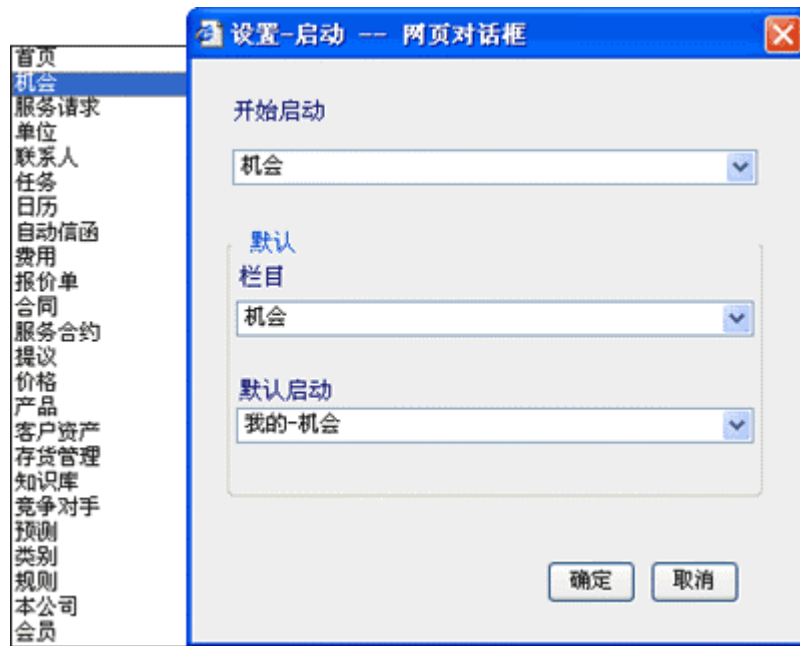 首页
机会
服务请求
单位
联系人
任务
日历
自动信函
费用
报价单
合同
服务合约
提议
价格
产品
客户资产
存货管理
知识库
竞争对手
预测
类别
规则
本公司
会员
设置-启动 -- 网页对话框
开始启动
机会
默认
栏目
机会
默认启动
我的-机会
确定 取消